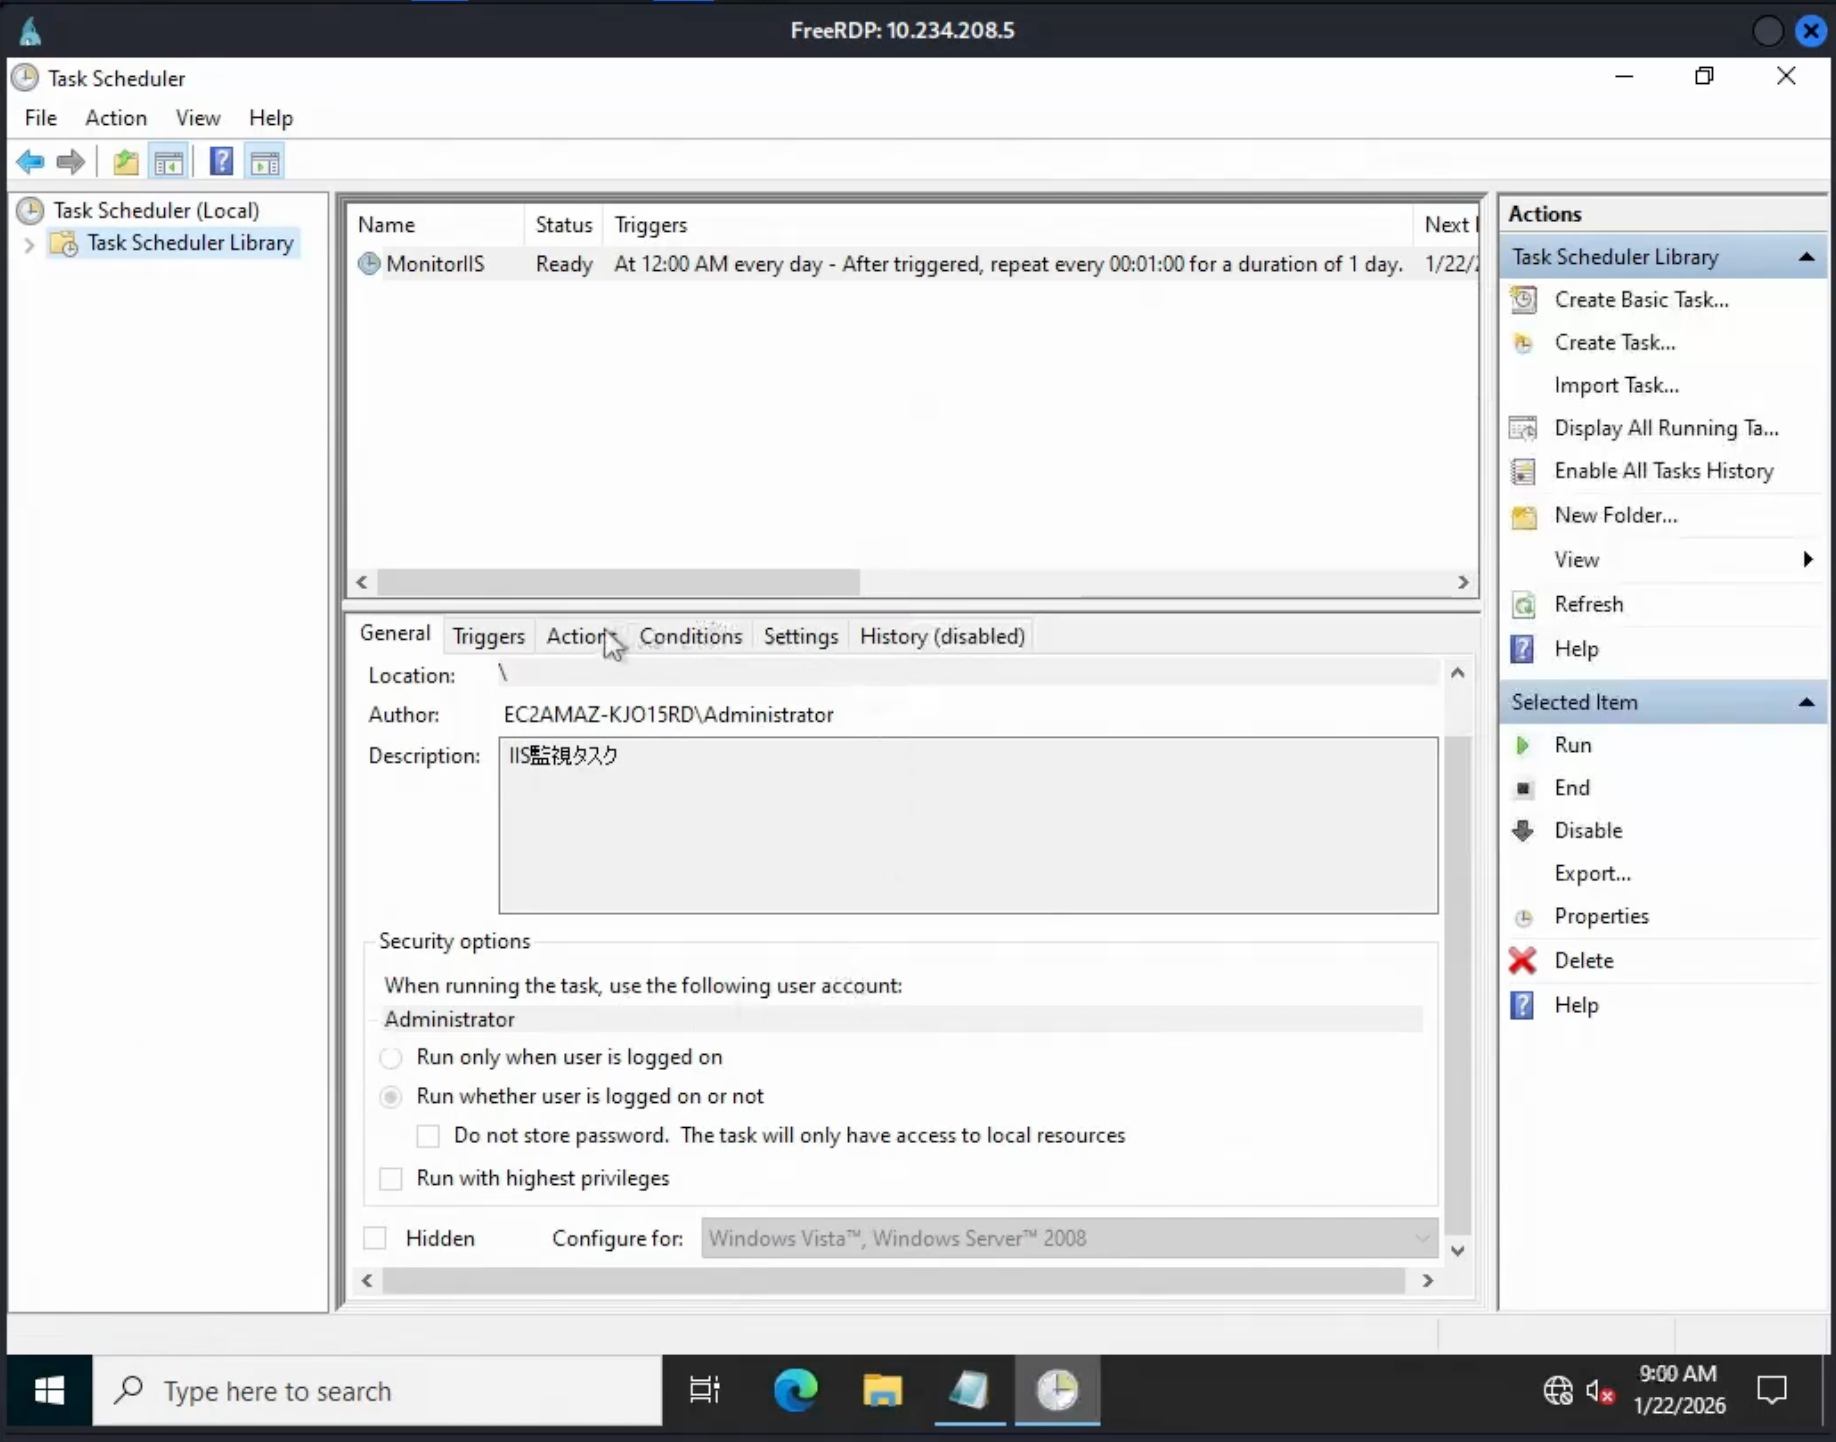 FreeRDP: 10.234.208.5
Task Scheduler
File Action View Help
Task Scheduler (Local)
Task Scheduler Library
Name Status Triggers Next
MonitorIIS Ready At 12:00 AM every day - After triggered, repeat every 00:01:00 for a duration of 1 day. 1/22/
General Triggers Actions Conditions Settings History (disabled)
Location: \
Author: EC2AMAZ-KJO15RD\Administrator
Description: IIS監視タスク
Security options
When running the task, use the following user account:
Administrator
Run only when user is logged on
Run whether user is logged on or not
Do not store password. The task will only have access to local resources
Run with highest privileges
Hidden Configure for: Windows Vista™, Windows Server™ 2008
Actions
Task Scheduler Library
Create Basic Task...
Create Task...
Import Task...
Display All Running Ta...
Enable All Tasks History
New Folder...
View
Refresh
Help
Selected Item
Run
End
Disable
Export...
Properties
Delete
Help
Type here to search
9:00 AM
1/22/2026